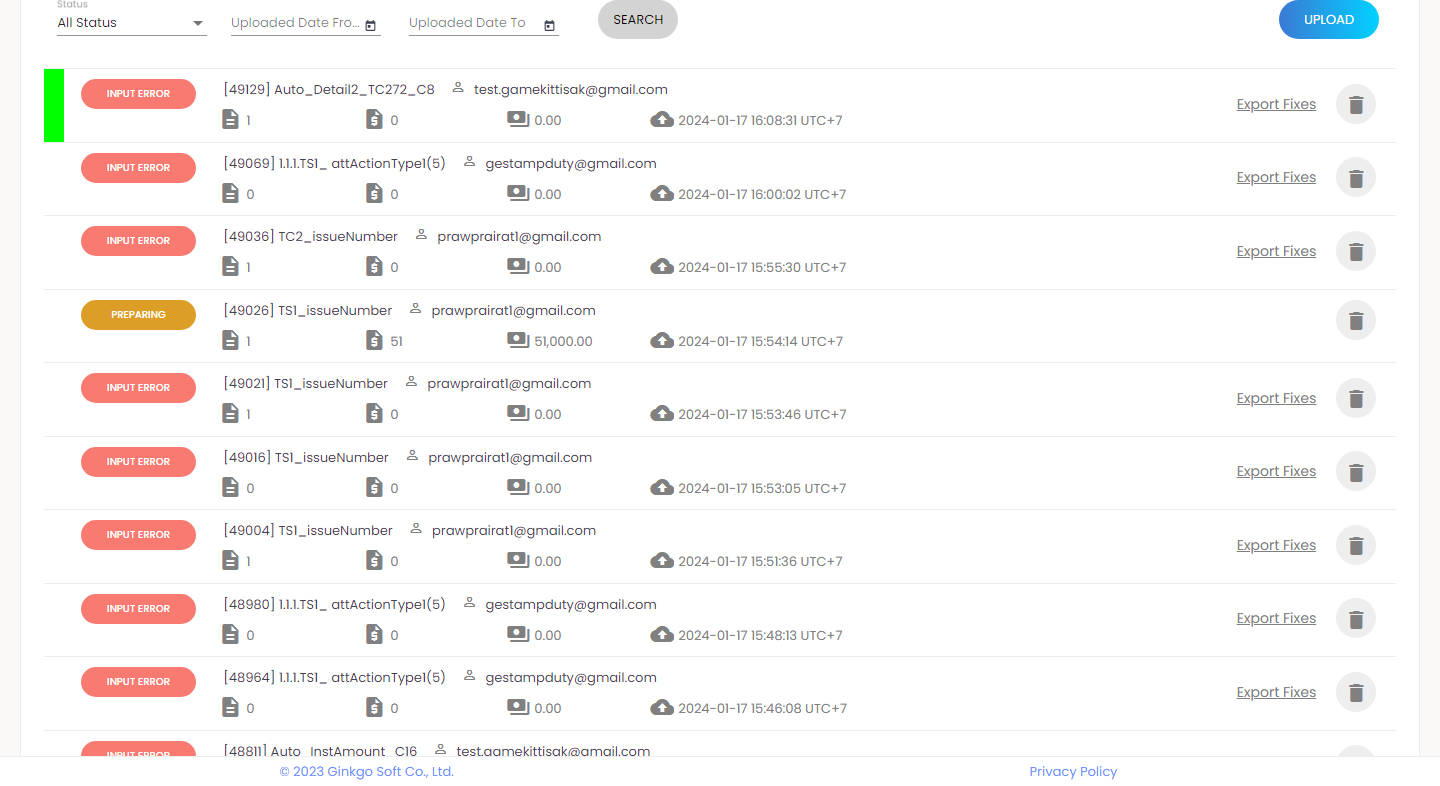 Status
All Status
Uploaded Date Fro...
Uploaded Date To
SEARCH
UPLOAD
INPUT ERROR
[49129] Auto_Detail2_TC272_C8 test.gamekittisak@gmail.com
1 0 0.00 2024-01-17 16:08:31 UTC+7
Export Fixes
INPUT ERROR
[49069] 1.1.1.TS1_ attActionType1(5) gestampduty@gmail.com
0 0 0.00 2024-01-17 16:00:02 UTC+7
Export Fixes
INPUT ERROR
[49036] TC2_issueNumber prawprairat1@gmail.com
1 0 0.00 2024-01-17 15:55:30 UTC+7
Export Fixes
PREPARING
[49026] TS1_issueNumber prawprairat1@gmail.com
1 51 51,000.00 2024-01-17 15:54:14 UTC+7
INPUT ERROR
[49021] TS1_issueNumber prawprairat1@gmail.com
1 0 0.00 2024-01-17 15:53:46 UTC+7
Export Fixes
INPUT ERROR
[49016] TS1_issueNumber prawprairat1@gmail.com
0 0 0.00 2024-01-17 15:53:05 UTC+7
Export Fixes
INPUT ERROR
[49004] TS1_issueNumber prawprairat1@gmail.com
1 0 0.00 2024-01-17 15:51:36 UTC+7
Export Fixes
INPUT ERROR
[48980] 1.1.1.TS1_ attActionType1(5) gestampduty@gmail.com
0 0 0.00 2024-01-17 15:48:13 UTC+7
Export Fixes
INPUT ERROR
[48964] 1.1.1.TS1_ attActionType1(5) gestampduty@gmail.com
0 0 0.00 2024-01-17 15:46:08 UTC+7
Export Fixes
INPUT ERROR
[48811] Auto_InstAmount_C16 test.gamekittisak@gmail.com
© 2023 Ginkgo Soft Co., Ltd.
Privacy Policy